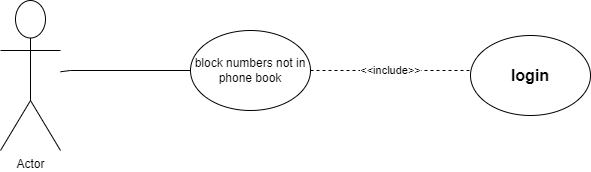 block numbers not in
phone book
<<include>>
login
Actor